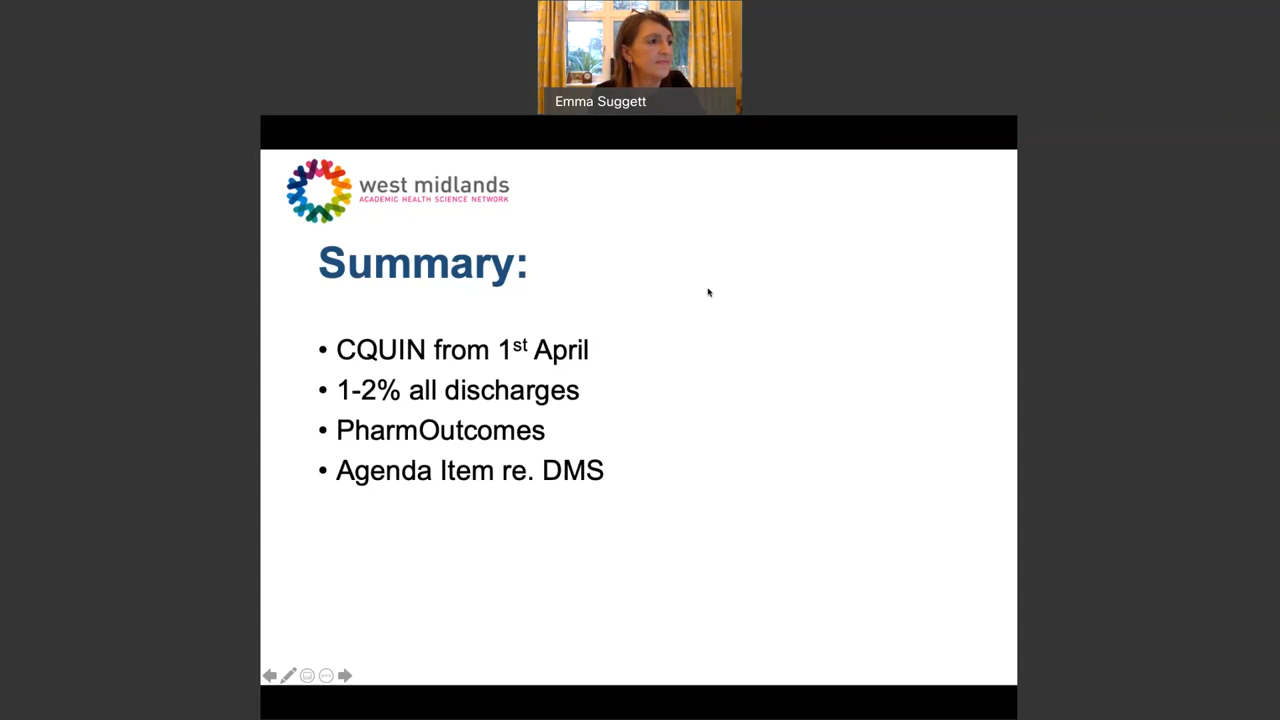 Emma Suggett
west midlands
ACADEMIC HEALTH SCIENCE NETWORK
Summary:
• CQUIN from 1st April
• 1-2% all discharges
• PharmOutcomes
• Agenda Item re. DMS